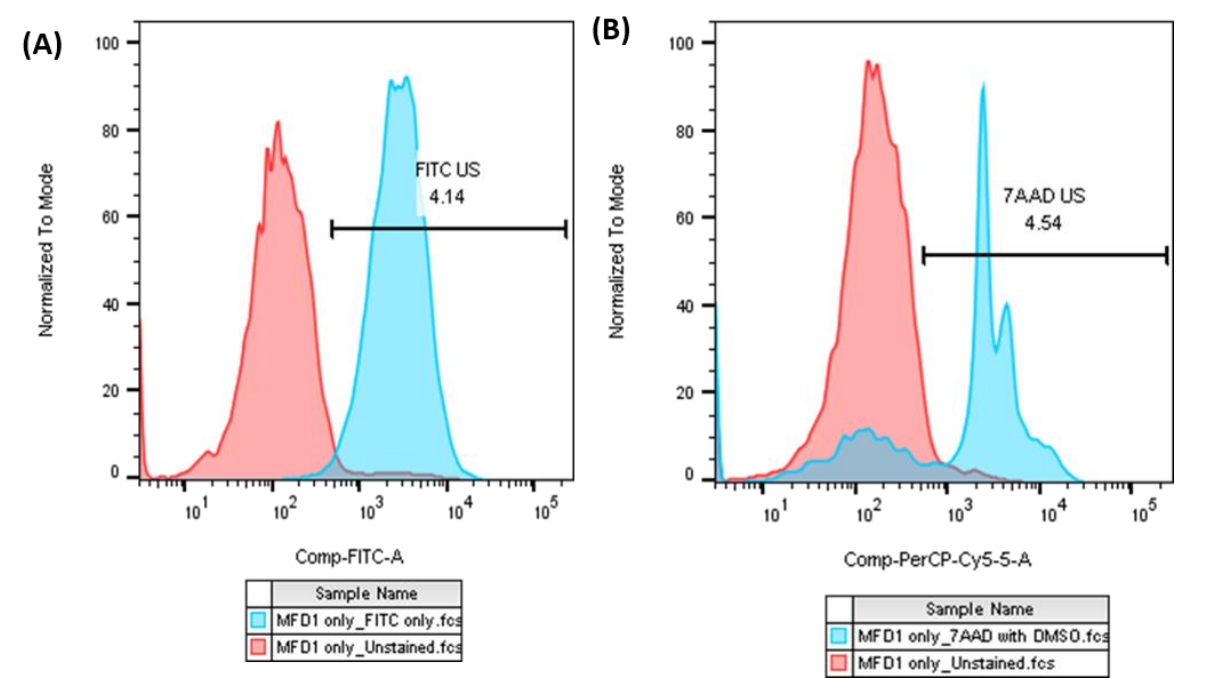 (A)
100
80
60
40
20
0
Normalized To Mode
FITC US
4.14
10^1 10^2 10^3 10^4 10^5
Comp-FITC-A
Sample Name
MFD1 only_FITC only.fcs
MFD1 only_Unstained.fcs
(B)
100
80
60
40
20
0
Normalized To Mode
7AAD US
4.54
10^1 10^2 10^3 10^4 10^5
Comp-PerCP-Cy5-5-A
Sample Name
MFD1 only_7AAD with DMSO.fcs
MFD1 only_Unstained.fcs